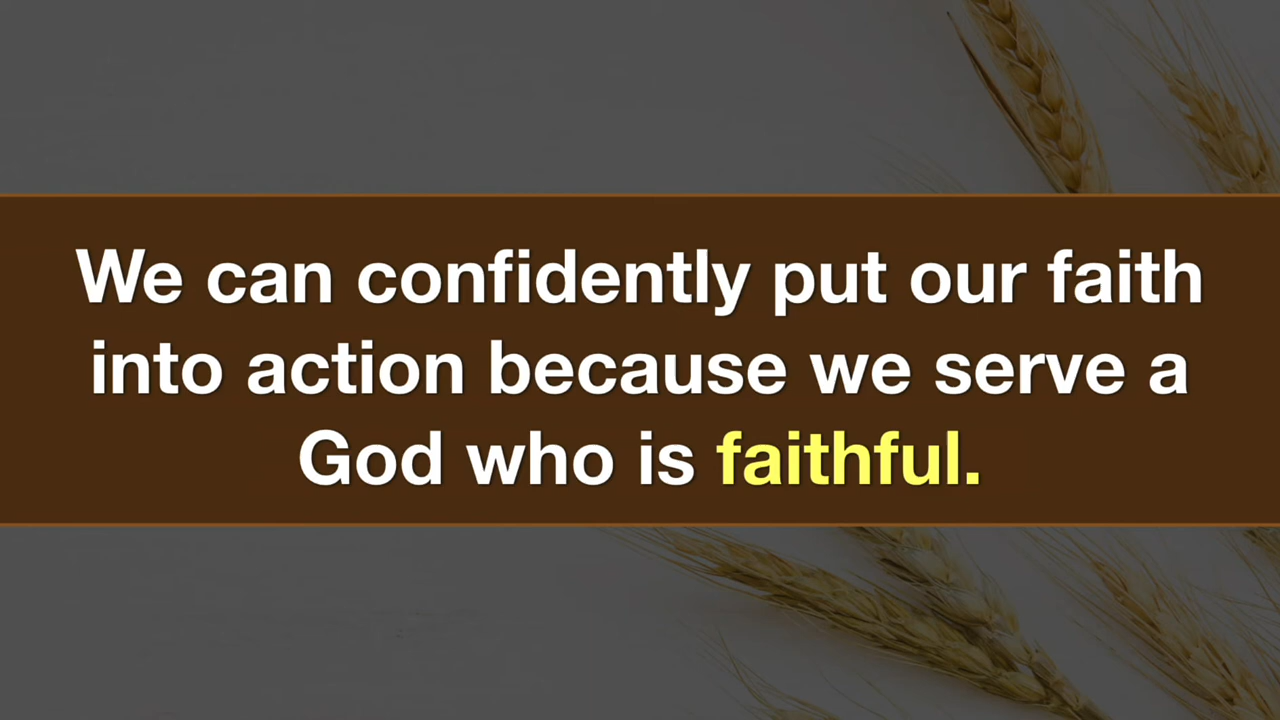 We can confidently put our faith
into action because we serve a
God who is faithful.